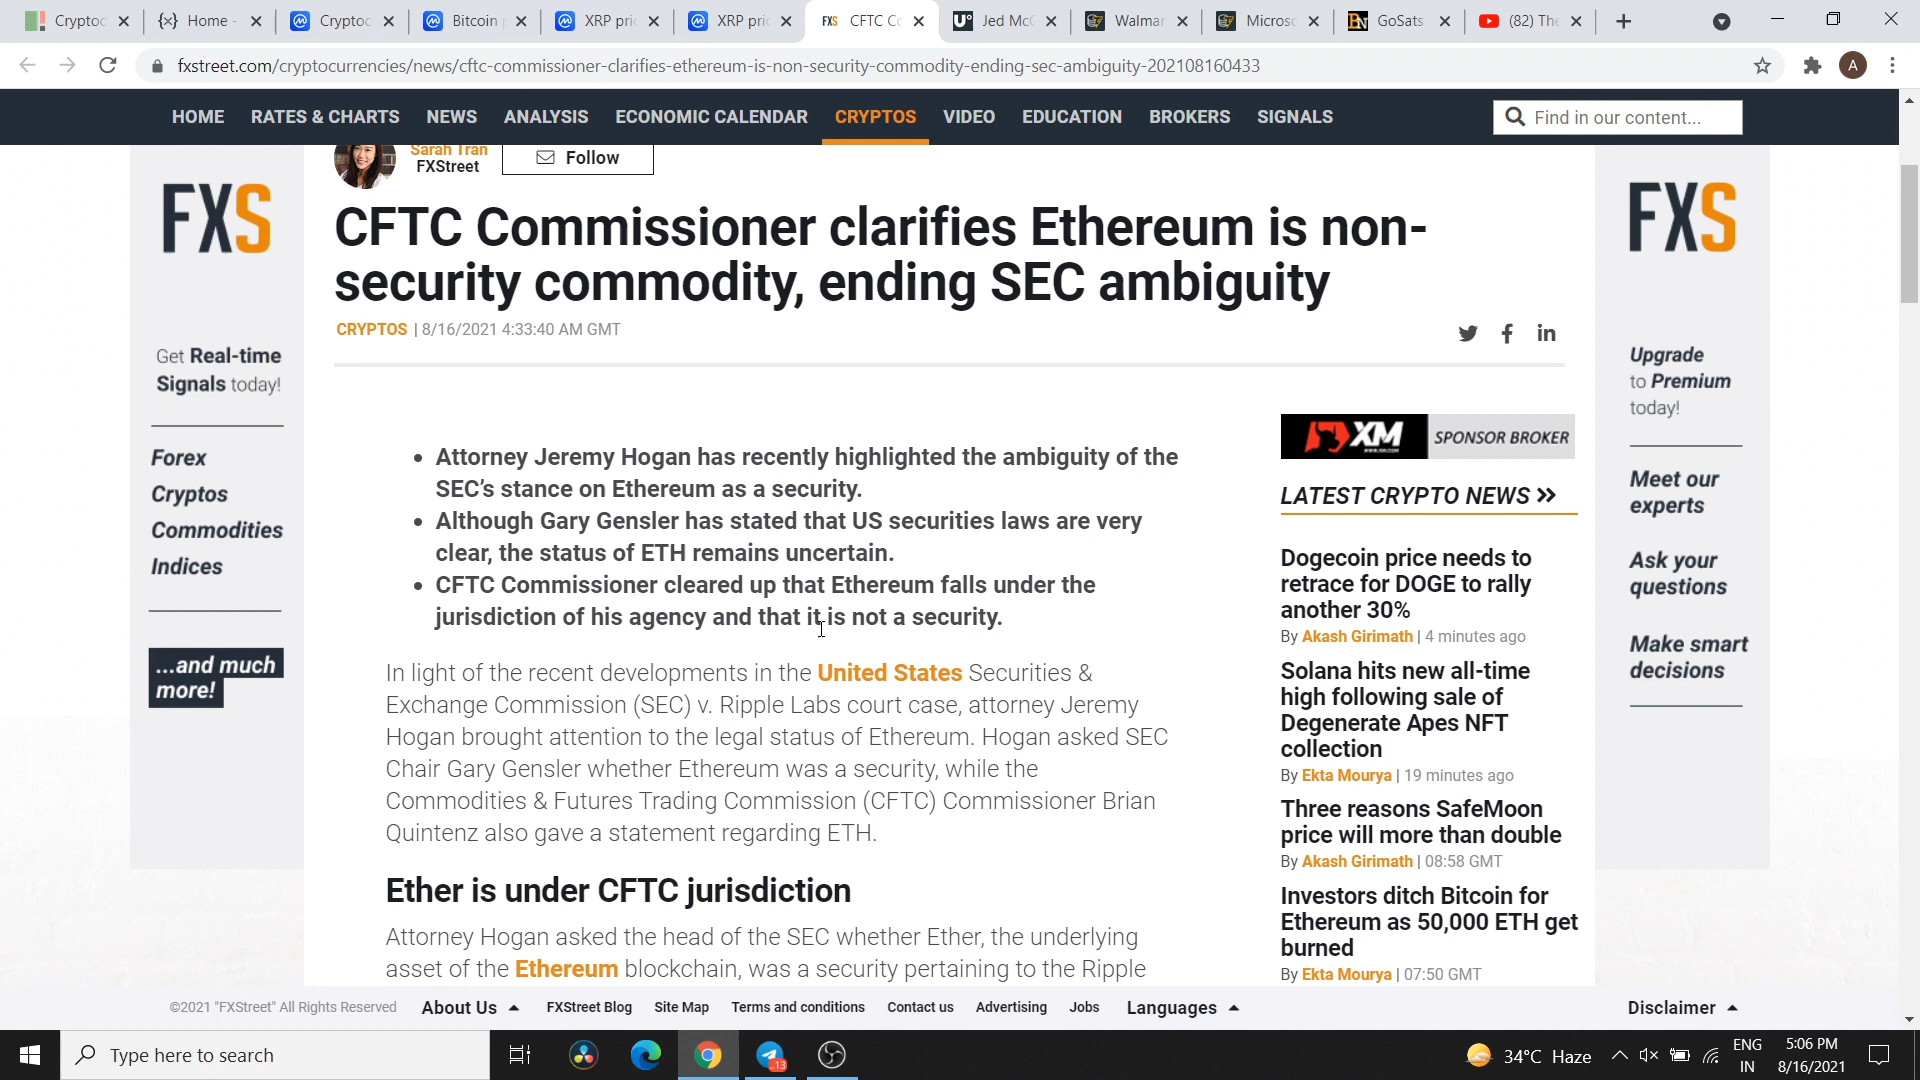 Cryptoc
{x} Home -
Cryptoc
Bitcoin p
XRP pric
XRP pric
FXS CFTC Co
Jed McC
Walmar
Microso
GoSats
(82) The
fxstreet.com/cryptocurrencies/news/cftc-commissioner-clarifies-ethereum-is-non-security-commodity-ending-sec-ambiguity-202108160433
A
HOME RATES & CHARTS NEWS ANALYSIS ECONOMIC CALENDAR CRYPTOS VIDEO EDUCATION BROKERS SIGNALS
Find in our content...
Sarah Tran
FXStreet
Follow
FXS
Get Real-time
Signals today!
Forex
Cryptos
Commodities
Indices
...and much
more!
CFTC Commissioner clarifies Ethereum is non-
security commodity, ending SEC ambiguity
CRYPTOS | 8/16/2021 4:33:40 AM GMT
• Attorney Jeremy Hogan has recently highlighted the ambiguity of the
SEC’s stance on Ethereum as a security.
• Although Gary Gensler has stated that US securities laws are very
clear, the status of ETH remains uncertain.
• CFTC Commissioner cleared up that Ethereum falls under the
jurisdiction of his agency and that it is not a security.
In light of the recent developments in the United States Securities &
Exchange Commission (SEC) v. Ripple Labs court case, attorney Jeremy
Hogan brought attention to the legal status of Ethereum. Hogan asked SEC
Chair Gary Gensler whether Ethereum was a security, while the
Commodities & Futures Trading Commission (CFTC) Commissioner Brian
Quintenz also gave a statement regarding ETH.
Ether is under CFTC jurisdiction
Attorney Hogan asked the head of the SEC whether Ether, the underlying
asset of the Ethereum blockchain, was a security pertaining to the Ripple
XM SPONSOR BROKER
LATEST CRYPTO NEWS
Dogecoin price needs to
retrace for DOGE to rally
another 30%
By Akash Girimath | 4 minutes ago
Solana hits new all-time
high following sale of
Degenerate Apes NFT
collection
By Ekta Mourya | 19 minutes ago
Three reasons SafeMoon
price will more than double
By Akash Girimath | 08:58 GMT
Investors ditch Bitcoin for
Ethereum as 50,000 ETH get
burned
By Ekta Mourya | 07:50 GMT
FXS
Upgrade
to Premium
today!
Meet our
experts
Ask your
questions
Make smart
decisions
©2021 "FXStreet" All Rights Reserved About Us FXStreet Blog Site Map Terms and conditions Contact us Advertising Jobs Languages Disclaimer
Type here to search
13
34°C Haze
ENG
IN
5:06 PM
8/16/2021